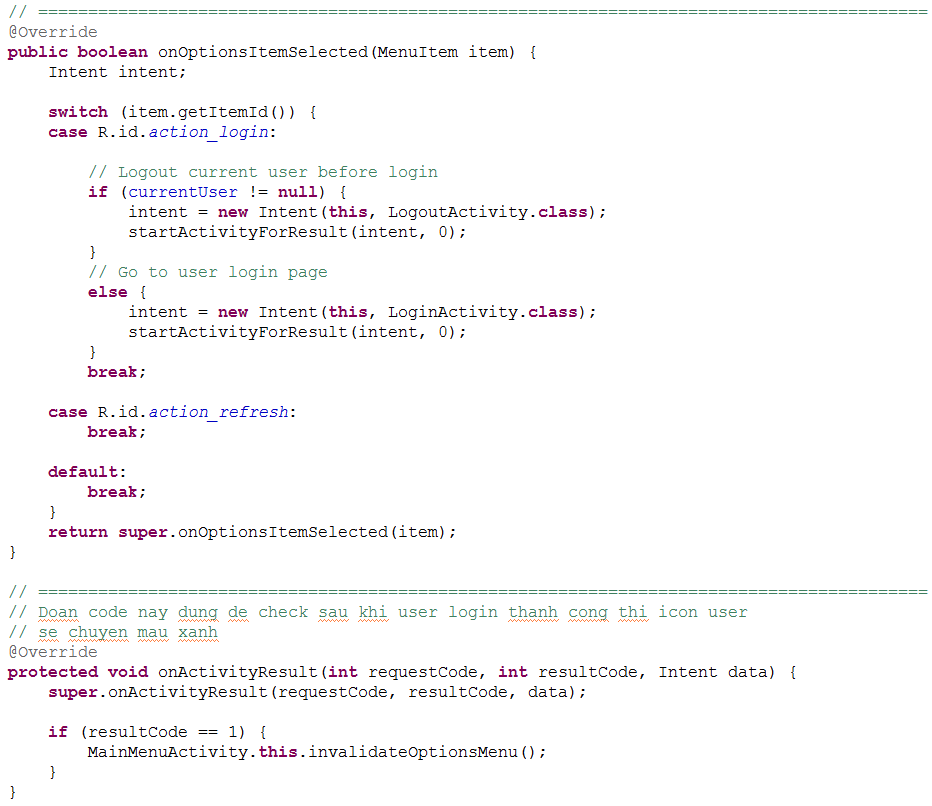 // =========================================================================================
@Override
public boolean onOptionsItemSelected(MenuItem item) {
    Intent intent;

    switch (item.getItemId()) {
    case R.id.action_login:

        // Logout current user before login
        if (currentUser != null) {
            intent = new Intent(this, LogoutActivity.class);
            startActivityForResult(intent, 0);
        }
        // Go to user login page
        else {
            intent = new Intent(this, LoginActivity.class);
            startActivityForResult(intent, 0);
        }
        break;

    case R.id.action_refresh:
        break;

    default:
        break;
    }
    return super.onOptionsItemSelected(item);
}

// =========================================================================================
// Doan code nay dung de check sau khi user login thanh cong thi icon user
// se chuyen mau xanh
@Override
protected void onActivityResult(int requestCode, int resultCode, Intent data) {
    super.onActivityResult(requestCode, resultCode, data);

    if (resultCode == 1) {
        MainMenuActivity.this.invalidateOptionsMenu();
    }
}